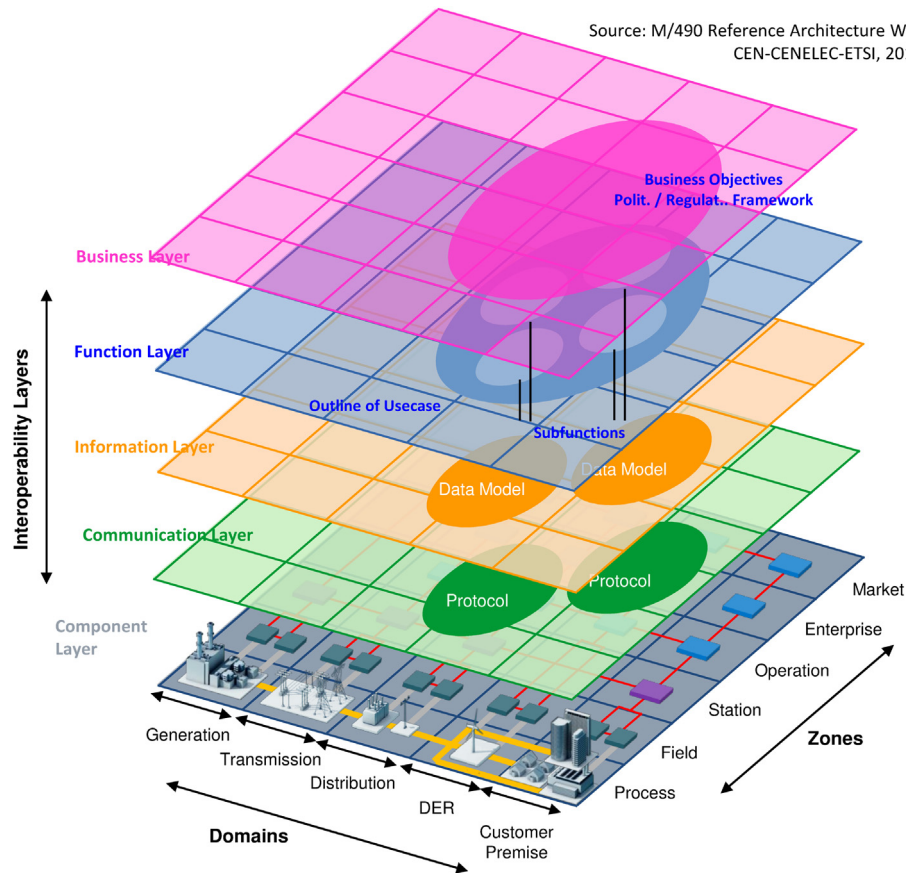 Source: M/490 Reference Architecture
CEN-CENELEC-ETSI,
Business Objectives
Polit. / Regulat.. Framework
Business Layer
Function Layer
Outline of Usecase
Subfunctions
Information Layer
Data Model
Data Model
Communication Layer
Protocol
Protocol
Component
Layer
Interoperability Layers
Market
Enterprise
Operation
Station
Field
Process
Zones
Generation
Transmission
Distribution
DER
Customer
Premise
Domains